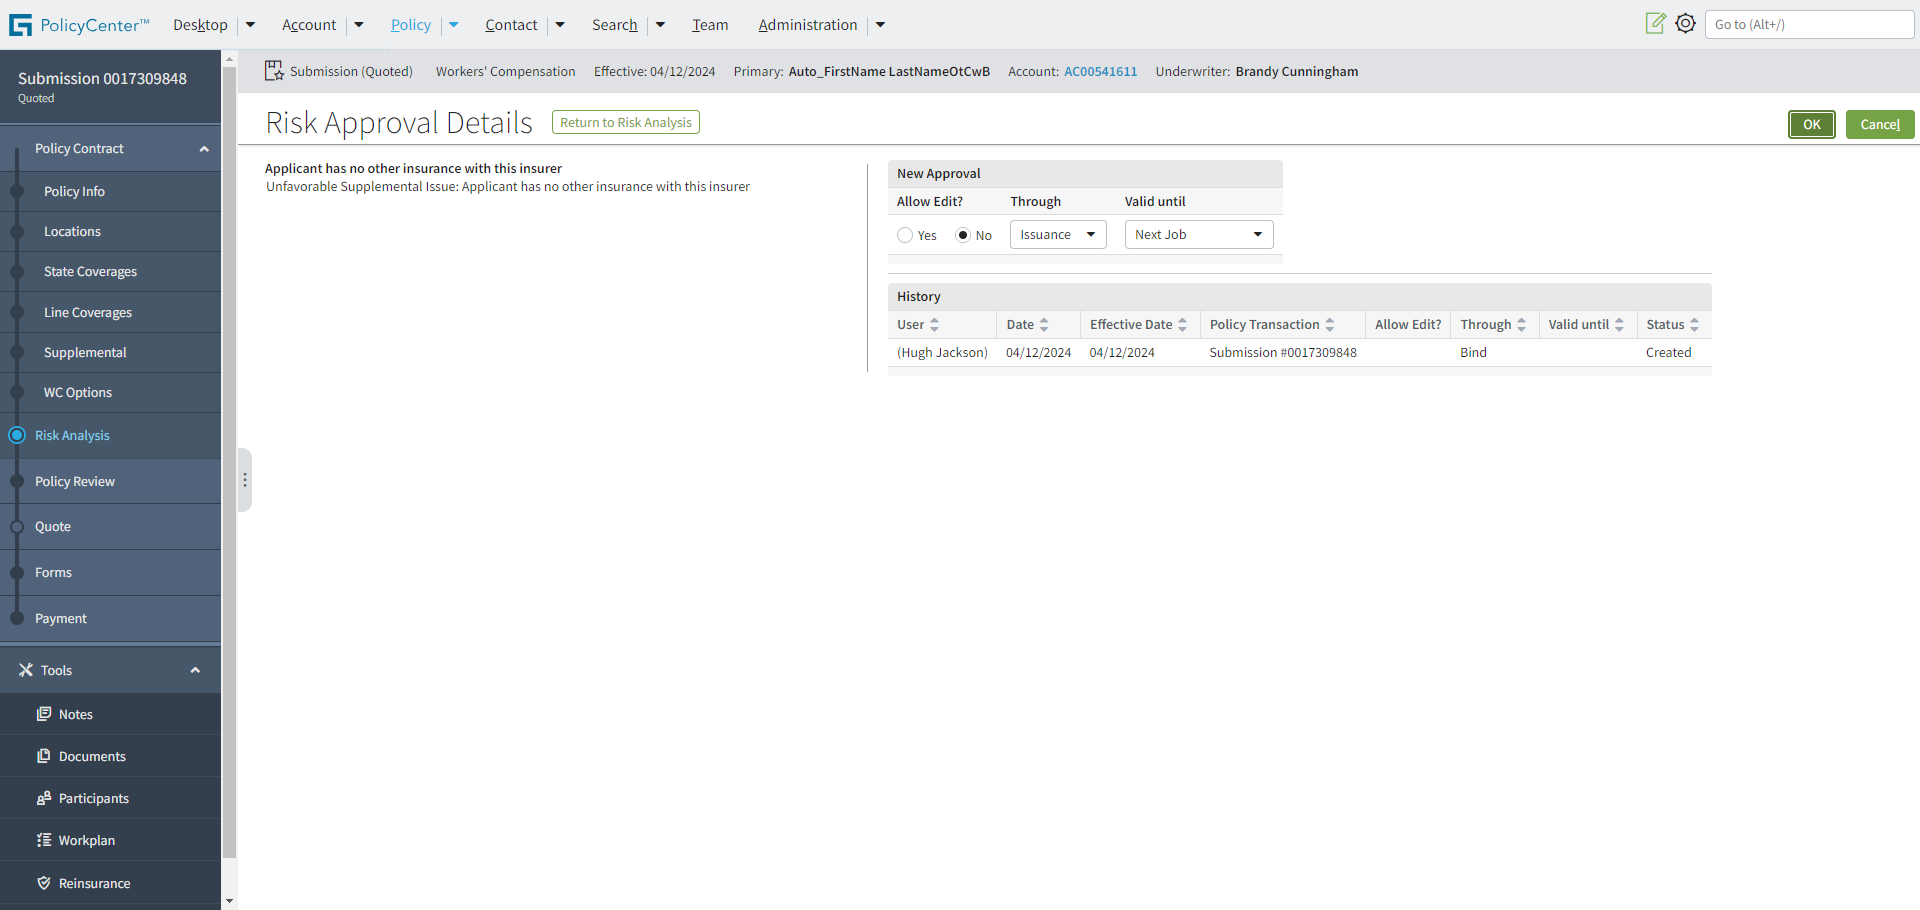 PolicyCenter™
Desktop
Account
Policy
Contact
Search
Team
Administration
Go to (Alt+/)
Submission 0017309848
Quoted
Submission (Quoted)
Workers' Compensation
Effective: 04/12/2024
Primary: Auto_FirstName LastNameOtCwB
Account: AC00541611
Underwriter: Brandy Cunningham
Policy Contract
Policy Info
Locations
State Coverages
Line Coverages
Supplemental
WC Options
Risk Analysis
Policy Review
Quote
Forms
Payment
Tools
Notes
Documents
Participants
Workplan
Reinsurance
Risk Approval Details
Return to Risk Analysis
OK
Cancel
Applicant has no other insurance with this insurer
Unfavorable Supplemental Issue: Applicant has no other insurance with this insurer
New Approval
Allow Edit? Through Valid until
Yes No Issuance Next Job
History
User Date Effective Date Policy Transaction Allow Edit? Through Valid until Status
(Hugh Jackson) 04/12/2024 04/12/2024 Submission #0017309848 Bind Created